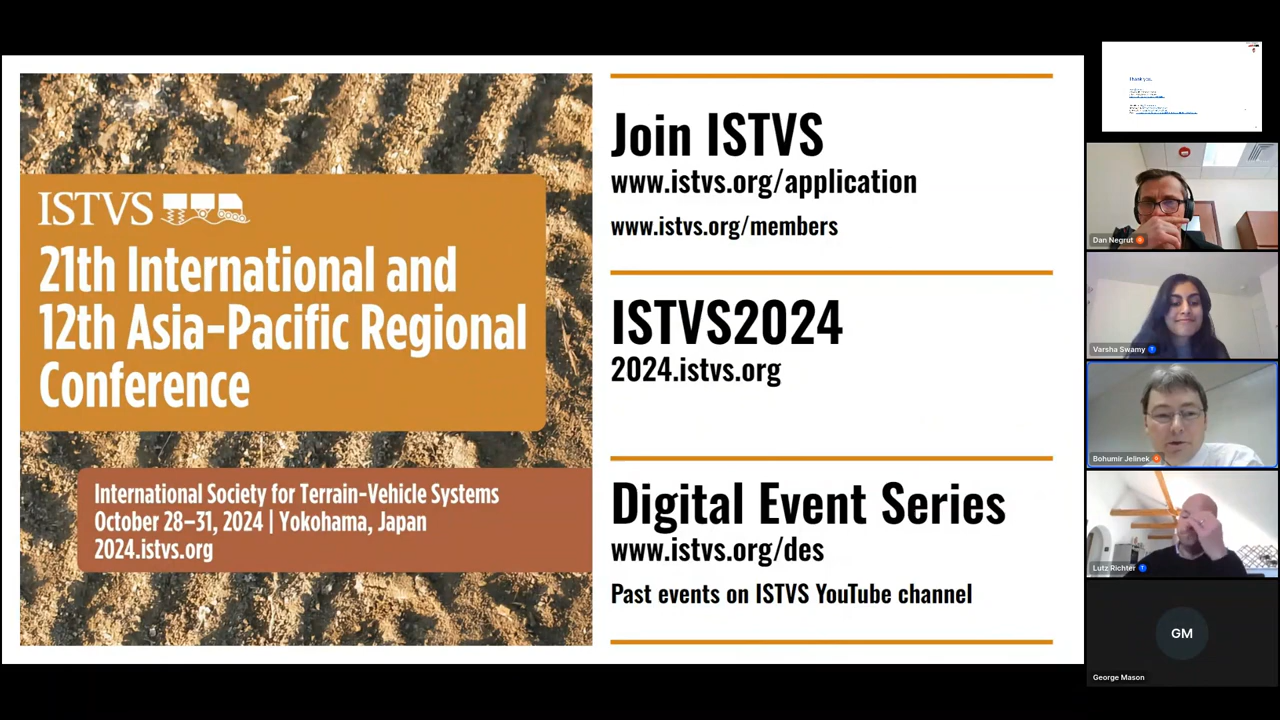 ISTVS
21th International and
12th Asia-Pacific Regional
Conference
International Society for Terrain-Vehicle Systems
October 28–31, 2024 | Yokohama, Japan
2024.istvs.org
Join ISTVS
www.istvs.org/application
www.istvs.org/members
ISTVS2024
2024.istvs.org
Digital Event Series
www.istvs.org/des
Past events on ISTVS YouTube channel
Thank you.
Dan Negrut
Varsha Swamy
Bohumir Jelinek
Lutz Richter
GM
George Mason